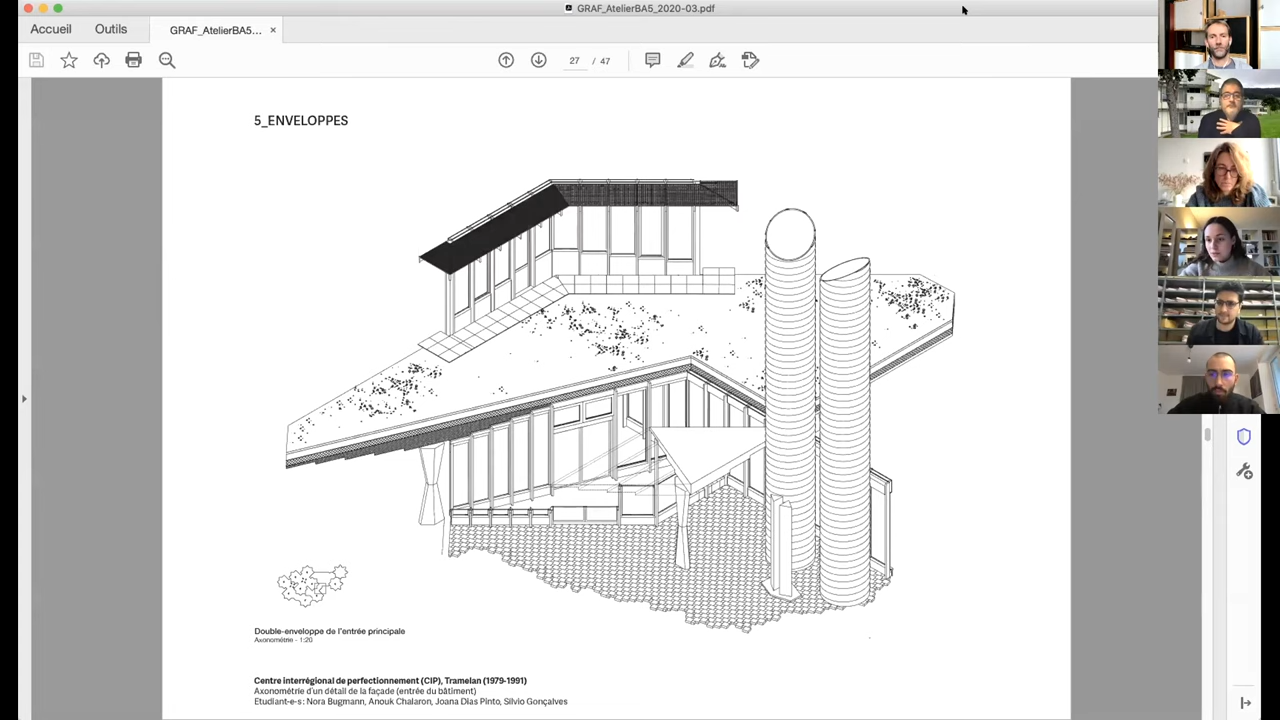 GRAF_AtelierBA5_2020-03.pdf
Accueil
Outils
GRAF_AtelierBA5...
27 / 47
5_ENVELOPPES
Double-enveloppe de l'entrée principale
Axonométrie - 1:20
Centre interrégional de perfectionnement (CIP), Tramelan (1979-1991)
Axonométrie d'un détail de la façade (entrée du bâtiment)
Etudiant-e-s: Nora Bugmann, Anouk Chalaron, Joana Dias Pinto, Silvio Gonçalves